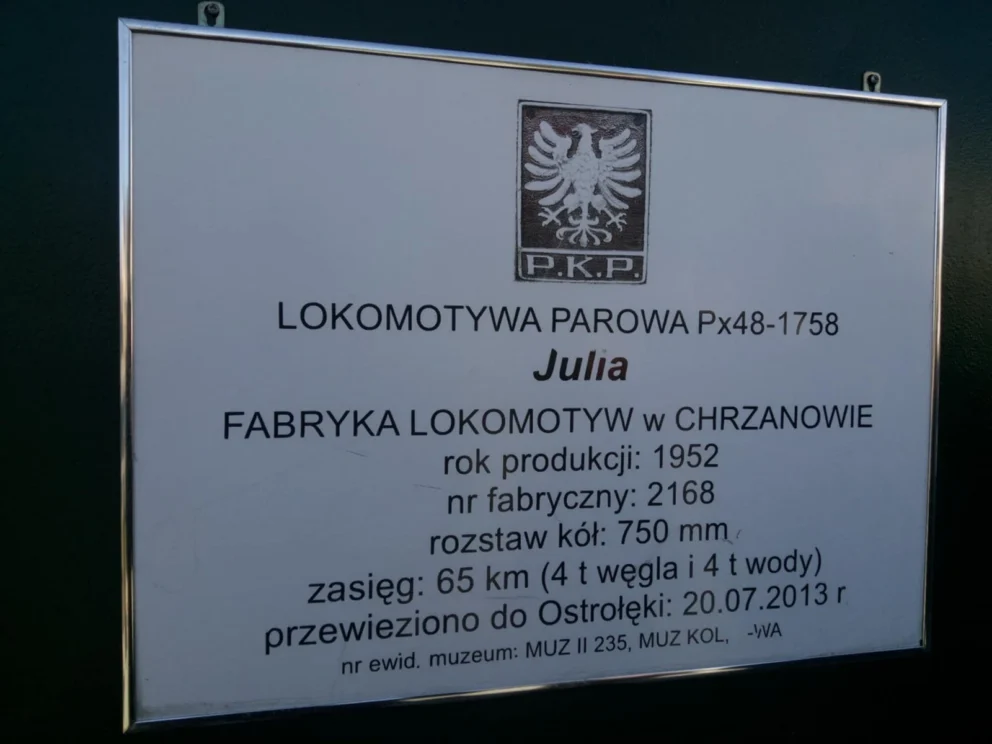 P.K.P.
LOKOMOTYWA PAROWA Px48-1758
Julia
FABRYKA LOKOMOTYW w CHRZANOWIE
rok produkcji: 1952
nr fabryczny: 2168
rozstaw kół: 750 mm
zasięg: 65 km (4 t węgla i 4 t wody)
przewieziono do Ostrołęki: 20.07.2013 r
nr ewid. muzeum: MUZ II 235, MUZ KOL, -WA